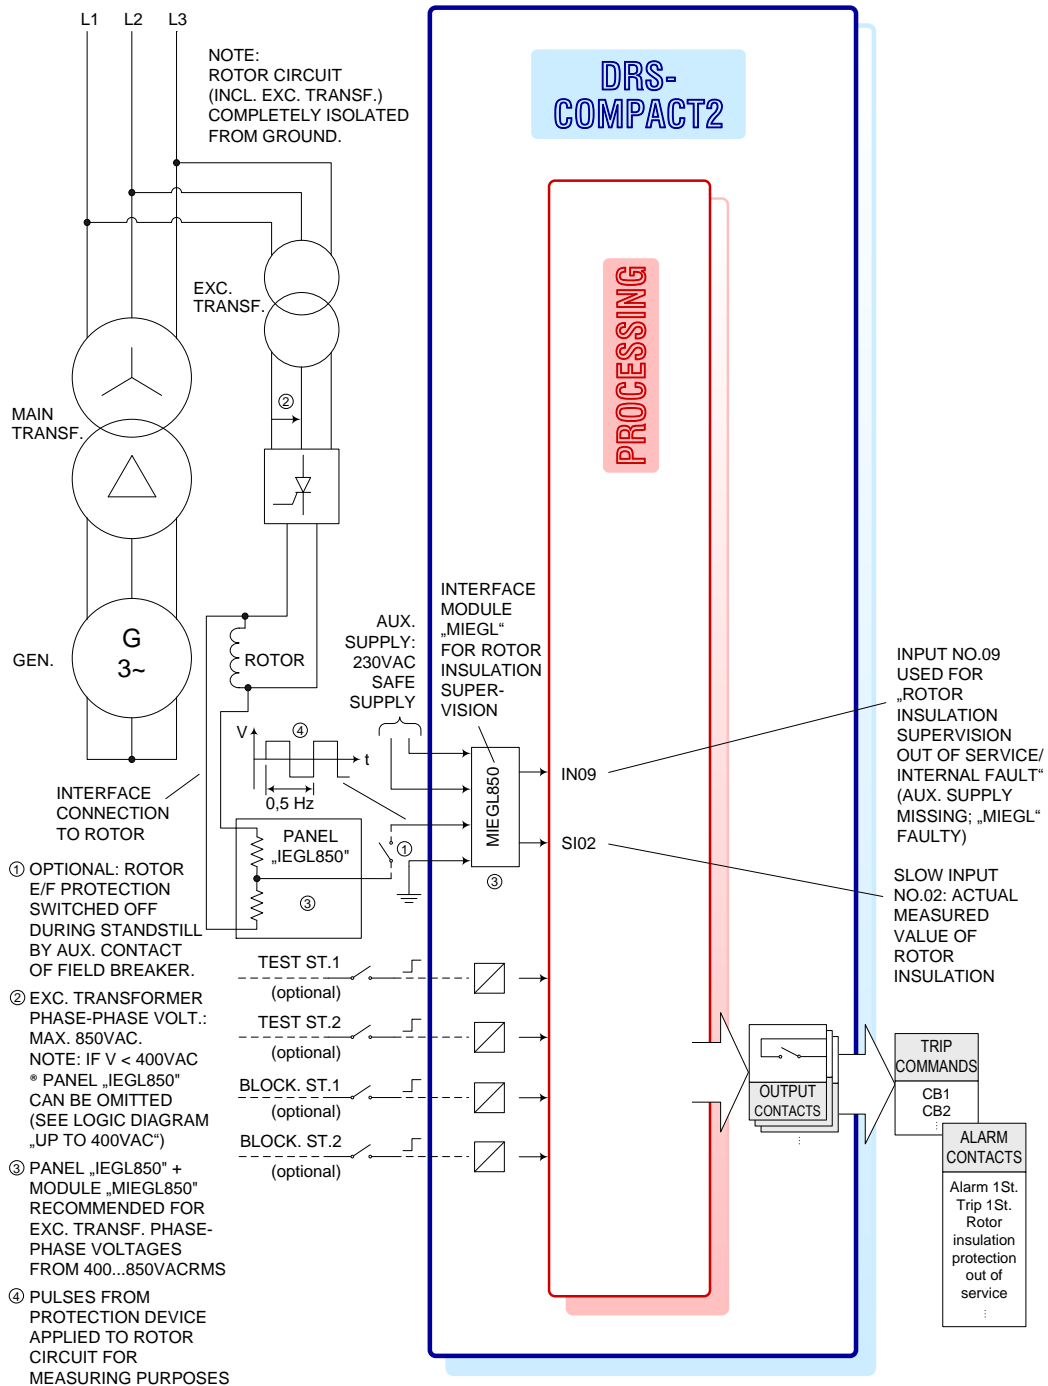 L1 L2 L3
NOTE:
ROTOR CIRCUIT
(INCL. EXC. TRANSF.)
COMPLETELY ISOLATED
FROM GROUND.
DRS-
COMPACT2
PROCESSING
EXC.
TRANSF.
②
MAIN
TRANSF.
G
3~
GEN.
ROTOR
AUX.
SUPPLY:
230VAC
SAFE
SUPPLY
INTERFACE
MODULE
„MIEGL“
FOR ROTOR
INSULATION
SUPER-
VISION
V
④
t
0,5 Hz
INTERFACE
CONNECTION
TO ROTOR
PANEL
„IEGL850"
③
①
MIEGL850
③
IN09
SI02
INPUT NO.09
USED FOR
„ROTOR
INSULATION
SUPERVISION
OUT OF SERVICE/
INTERNAL FAULT“
(AUX. SUPPLY
MISSING; „MIEGL“
FAULTY)
SLOW INPUT
NO.02: ACTUAL
MEASURED
VALUE OF
ROTOR
INSULATION
① OPTIONAL: ROTOR
E/F PROTECTION
SWITCHED OFF
DURING STANDSTILL
BY AUX. CONTACT
OF FIELD BREAKER.
② EXC. TRANSFORMER
PHASE-PHASE VOLT.:
MAX. 850VAC.
NOTE: IF V < 400VAC
® PANEL „IEGL850"
CAN BE OMITTED
(SEE LOGIC DIAGRAM
„UP TO 400VAC“)
③ PANEL „IEGL850" +
MODULE „MIEGL850"
RECOMMENDED FOR
EXC. TRANSF. PHASE-
PHASE VOLTAGES
FROM 400...850VACRMS
④ PULSES FROM
PROTECTION DEVICE
APPLIED TO ROTOR
CIRCUIT FOR
MEASURING PURPOSES
TEST ST.1
(optional)
TEST ST.2
(optional)
BLOCK. ST.1
(optional)
BLOCK. ST.2
(optional)
OUTPUT
CONTACTS
TRIP
COMMANDS
CB1
CB2
ALARM
CONTACTS
Alarm 1St.
Trip 1St.
Rotor
insulation
protection
out of
service